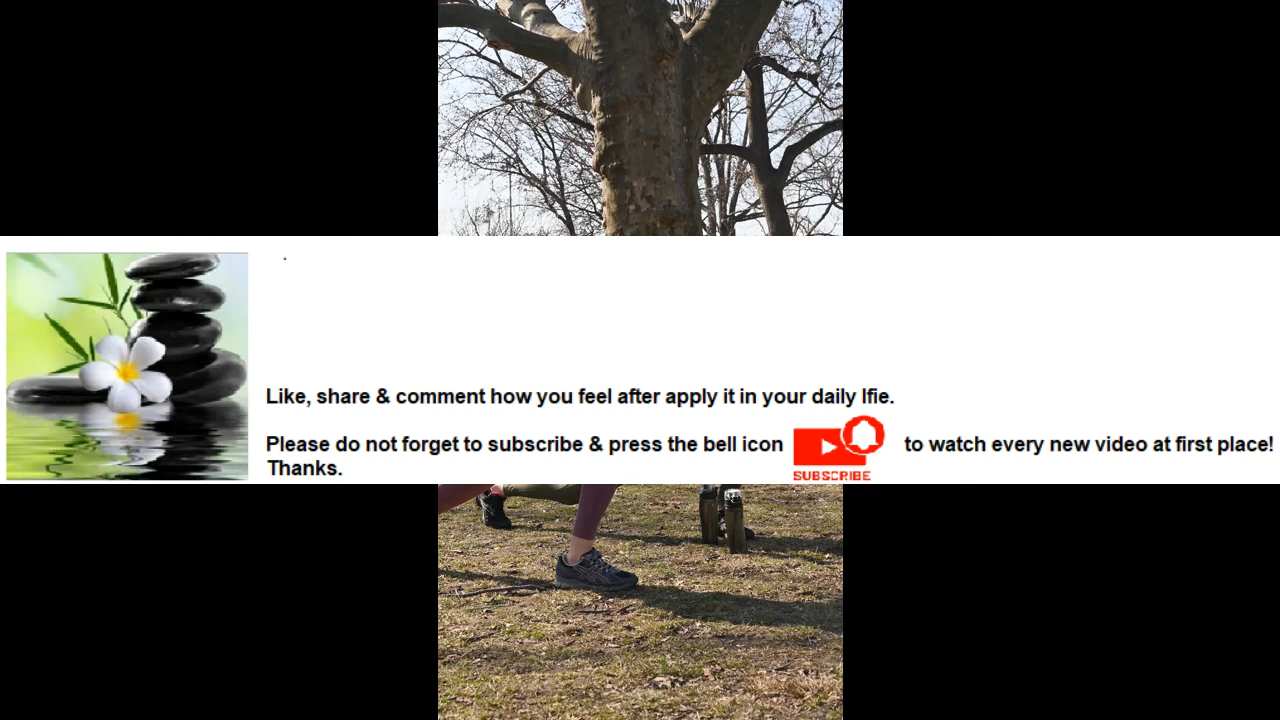 Like, share & comment how you feel after apply it in your daily lfie.
Please do not forget to subscribe & press the bell icon to watch every new video at first place!
SUBSCRIBE
Thanks.